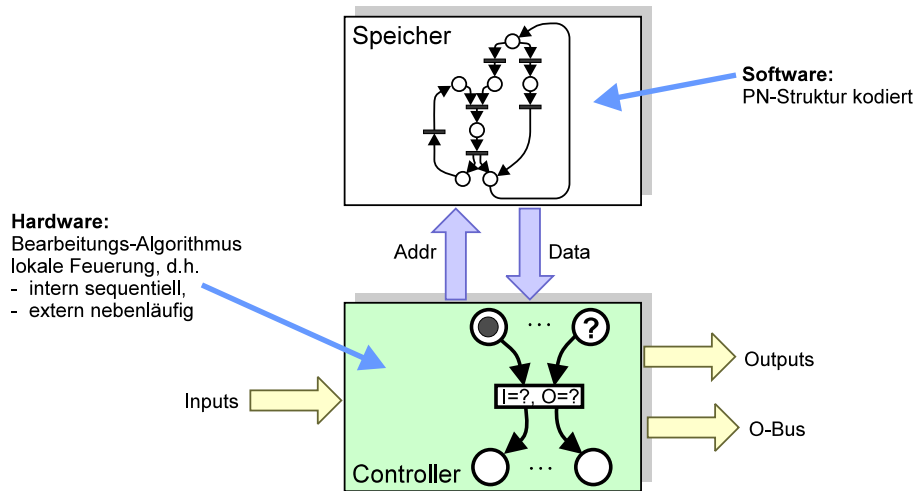 Speicher
Software:
PN-Struktur kodiert
Hardware:
Bearbeitungs-Algorithmus
lokale Feuerung, d.h.
- intern sequentiell,
- extern nebenläufig
Addr
Data
... ?
I=?, O=?
...
Controller
Inputs
Outputs
O-Bus